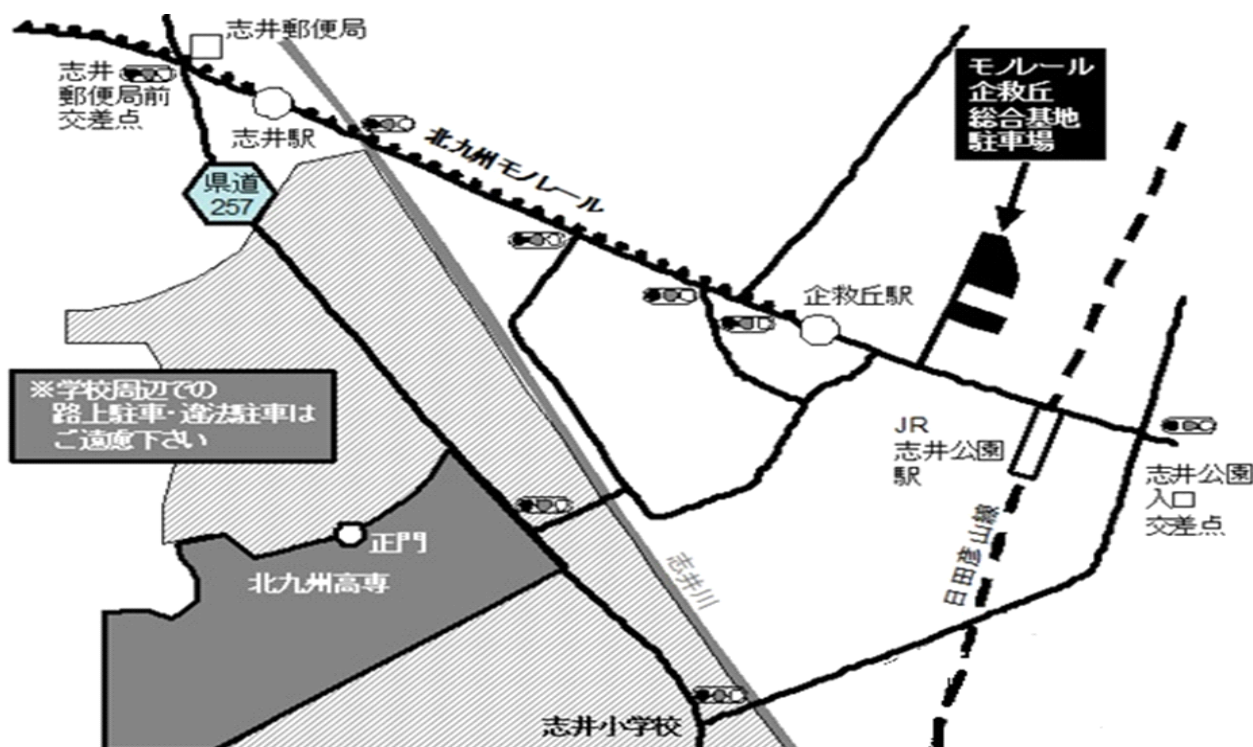 志井郵便局
志井
郵便局前
交差点
志井駅
北九州モノレール
県道
257
モノレール
企救丘
総合基地
駐車場
企救丘駅
※学校周辺での
路上駐車・違法駐車は
ご遠慮下さい
JR
志井公園
駅
志井公園
入口
交差点
正門
北九州高専
志井川
日田彦山線
志井小学校